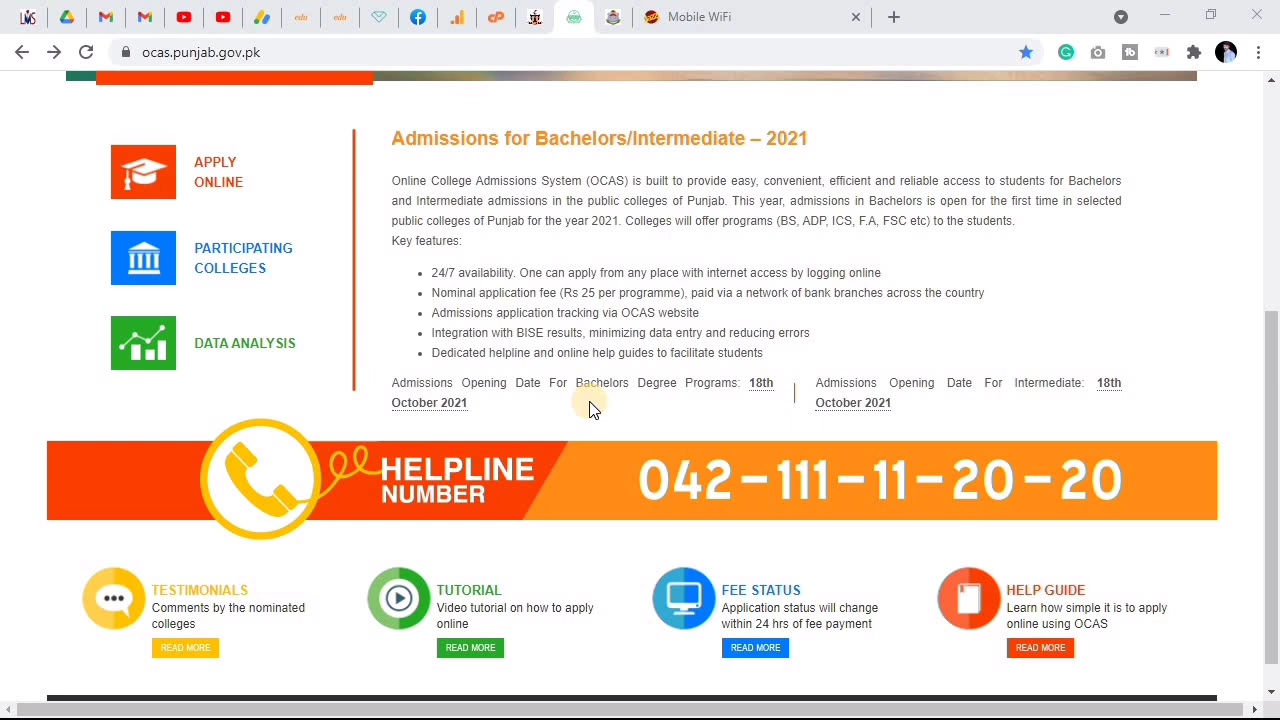 LMS
edu
edu
cP
Mobile WiFi
ocas.punjab.gov.pk
APPLY
ONLINE
PARTICIPATING
COLLEGES
DATA ANALYSIS
Admissions for Bachelors/Intermediate – 2021
Online College Admissions System (OCAS) is built to provide easy, convenient, efficient and reliable access to students for Bachelors
and Intermediate admissions in the public colleges of Punjab. This year, admissions in Bachelors is open for the first time in selected
public colleges of Punjab for the year 2021. Colleges will offer programs (BS, ADP, ICS, F.A, FSC etc) to the students.
Key features:
• 24/7 availability. One can apply from any place with internet access by logging online
• Nominal application fee (Rs 25 per programme), paid via a network of bank branches across the country
• Admissions application tracking via OCAS website
• Integration with BISE results, minimizing data entry and reducing errors
• Dedicated helpline and online help guides to facilitate students
Admissions Opening Date For Bachelors Degree Programs: 18th
October 2021
Admissions Opening Date For Intermediate: 18th
October 2021
HELPLINE
NUMBER
042-111-11-20-20
TESTIMONIALS
Comments by the nominated
colleges
READ MORE
TUTORIAL
Video tutorial on how to apply
online
READ MORE
FEE STATUS
Application status will change
within 24 hrs of fee payment
READ MORE
HELP GUIDE
Learn how simple it is to apply
online using OCAS
READ MORE